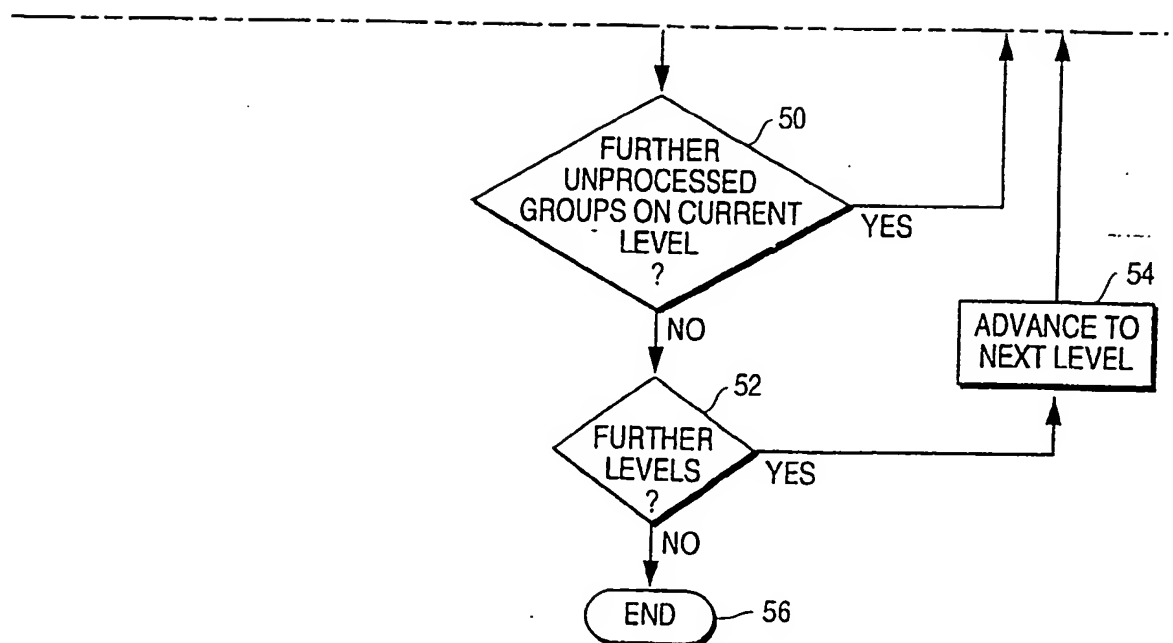 50
FURTHER
UNPROCESSED
GROUPS ON CURRENT
LEVEL
?
YES
NO
54
ADVANCE TO
NEXT LEVEL
52
FURTHER
LEVELS
?
YES
NO
END
56